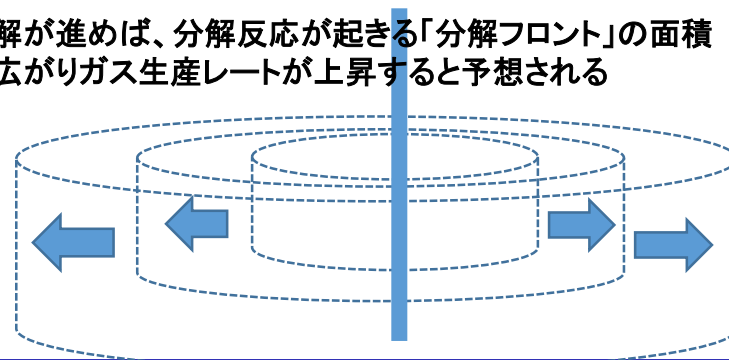 解が進めば、分解反応が起きる「分解フロント」の面積
広がりガス生産レートが上昇すると予想される